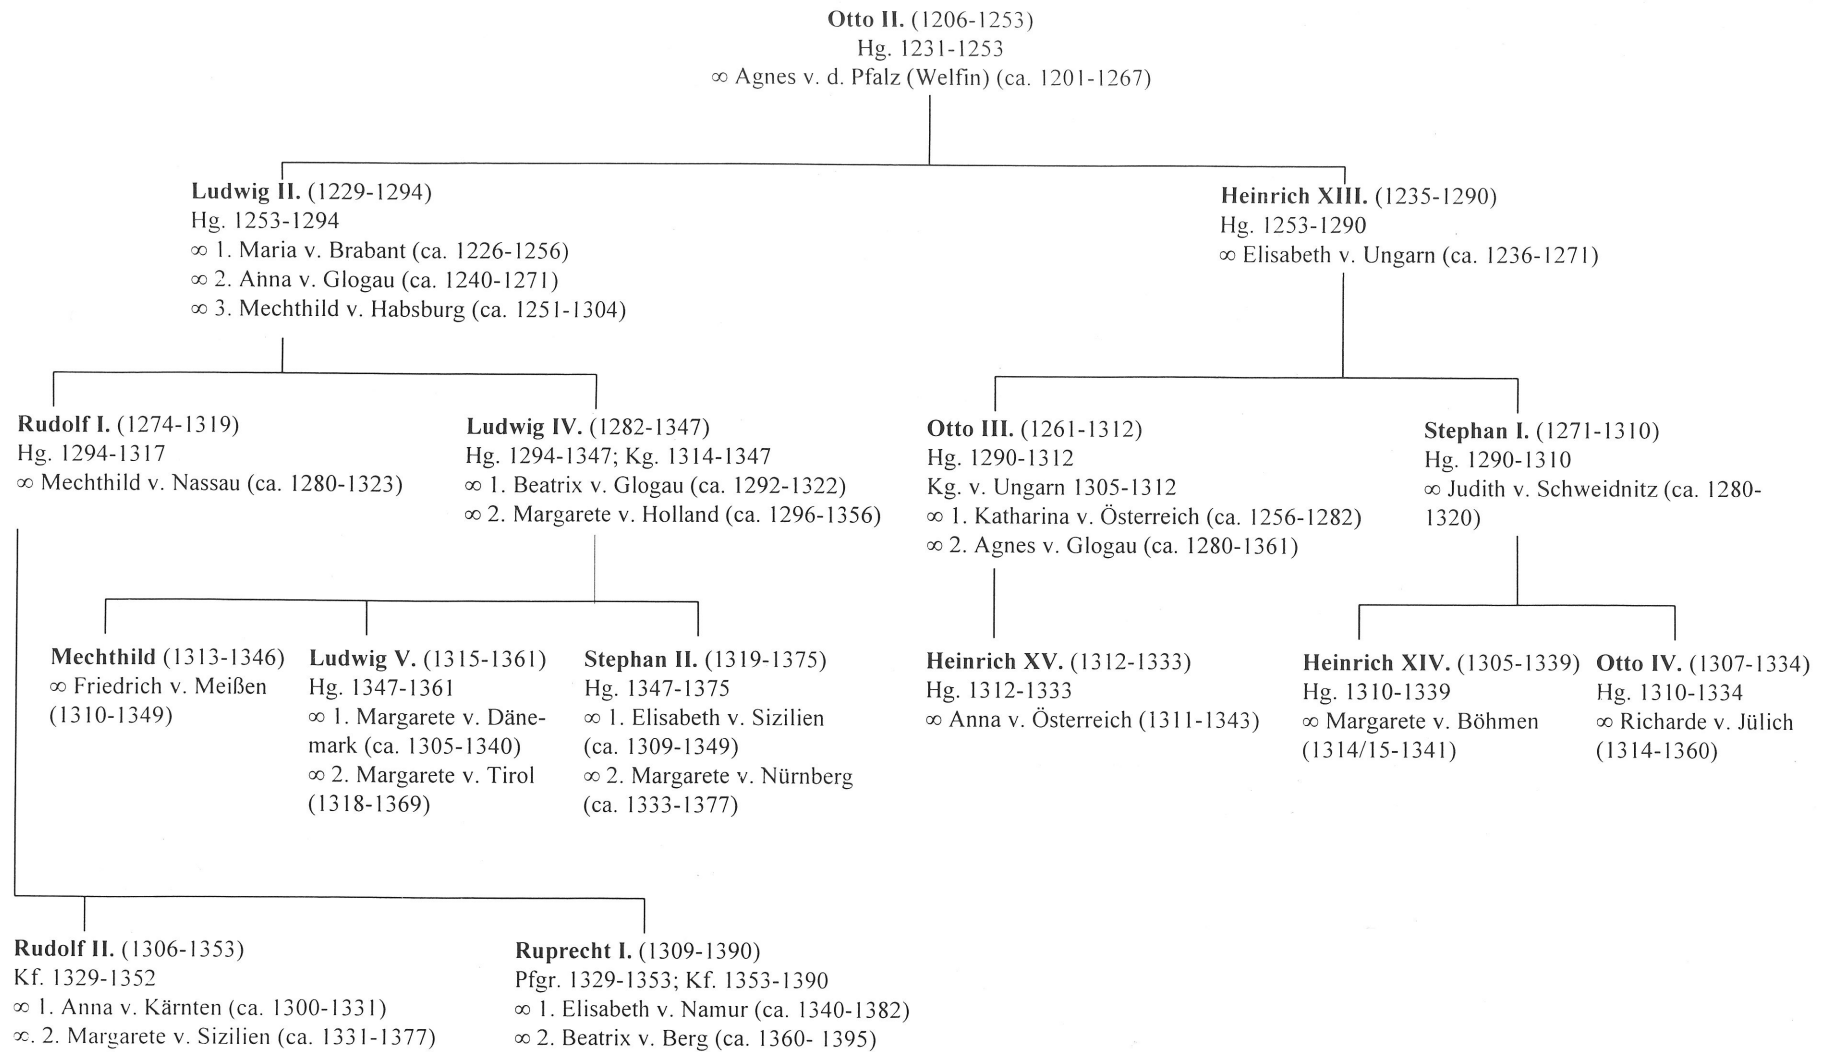 Otto II. (1206-1253)
Hg. 1231-1253
∞ Agnes v. d. Pfalz (Welfin) (ca. 1201-1267)
Ludwig II. (1229-1294)
Hg. 1253-1294
∞ 1. Maria v. Brabant (ca. 1226-1256)
∞ 2. Anna v. Glogau (ca. 1240-1271)
∞ 3. Mechthild v. Habsburg (ca. 1251-1304)
Heinrich XIII. (1235-1290)
Hg. 1253-1290
∞ Elisabeth v. Ungarn (ca. 1236-1271)
Rudolf I. (1274-1319)
Hg. 1294-1317
∞ Mechthild v. Nassau (ca. 1280-1323)
Ludwig IV. (1282-1347)
Hg. 1294-1347; Kg. 1314-1347
∞ 1. Beatrix v. Glogau (ca. 1292-1322)
∞ 2. Margarete v. Holland (ca. 1296-1356)
Otto III. (1261-1312)
Hg. 1290-1312
Kg. v. Ungarn 1305-1312
∞ 1. Katharina v. Österreich (ca. 1256-1282)
∞ 2. Agnes v. Glogau (ca. 1280-1361)
Stephan I. (1271-1310)
Hg. 1290-1310
∞ Judith v. Schweidnitz (ca. 1280-
1320)
Mechthild (1313-1346)
∞ Friedrich v. Meißen
(1310-1349)
Ludwig V. (1315-1361)
Hg. 1347-1361
∞ 1. Margarete v. Däne-
mark (ca. 1305-1340)
∞ 2. Margarete v. Tirol
(1318-1369)
Stephan II. (1319-1375)
Hg. 1347-1375
∞ 1. Elisabeth v. Sizilien
(ca. 1309-1349)
∞ 2. Margarete v. Nürnberg
(ca. 1333-1377)
Heinrich XV. (1312-1333)
Hg. 1312-1333
∞ Anna v. Österreich (1311-1343)
Heinrich XIV. (1305-1339)
Hg. 1310-1339
∞ Margarete v. Böhmen
(1314/15-1341)
Otto IV. (1307-1334)
Hg. 1310-1334
∞ Richarde v. Jülich
(1314-1360)
Rudolf II. (1306-1353)
Kf. 1329-1352
∞ 1. Anna v. Kärnten (ca. 1300-1331)
∞. 2. Margarete v. Sizilien (ca. 1331-1377)
Ruprecht I. (1309-1390)
Pfgr. 1329-1353; Kf. 1353-1390
∞ 1. Elisabeth v. Namur (ca. 1340-1382)
∞ 2. Beatrix v. Berg (ca. 1360- 1395)